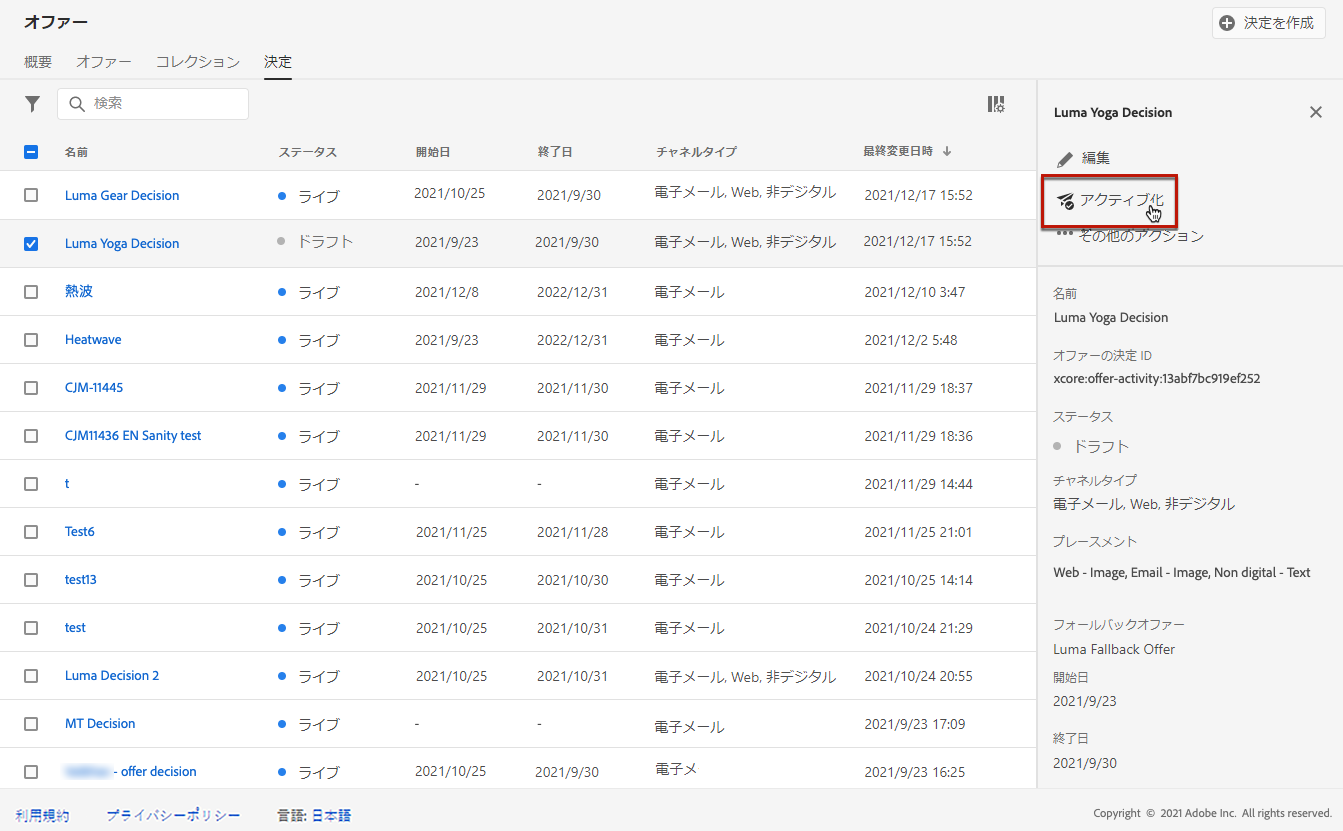 オファー
決定を作成
概要 オファー コレクション 決定
検索
名前 ステータス 開始日 終了日 チャネルタイプ 最終変更日時
Luma Gear Decision ライブ 2021/10/25 2021/9/30 電子メール, Web, 非デジタル 2021/12/17 15:52
Luma Yoga Decision ドラフト 2021/9/23 2021/9/30 電子メール, Web, 非デジタル 2021/12/17 15:52
熱波 ライブ 2021/12/8 2022/12/31 電子メール 2021/12/10 3:47
Heatwave ライブ 2021/9/23 2022/12/31 電子メール 2021/12/2 5:48
CJM-11445 ライブ 2021/11/29 2021/11/30 電子メール 2021/11/29 18:37
CJM11436 EN Sanity test ライブ 2021/11/29 2021/11/30 電子メール 2021/11/29 18:36
t ライブ - - 電子メール 2021/11/29 14:44
Test6 ライブ 2021/11/25 2021/11/28 電子メール 2021/11/25 21:01
test13 ライブ 2021/10/25 2021/10/30 電子メール 2021/10/25 14:14
test ライブ 2021/10/25 2021/10/31 電子メール 2021/10/24 21:29
Luma Decision 2 ライブ 2021/10/25 2021/10/31 電子メール, Web, 非デジタル 2021/10/24 20:55
MT Decision ライブ - - 電子メール 2021/9/23 17:09
- offer decision ライブ 2021/10/25 2021/9/30 電子メ 2021/9/23 16:25
Luma Yoga Decision
編集
アクティブ化
その他のアクション
名前
Luma Yoga Decision
オファーの決定 ID
xcore:offer-activity:13abf7bc919ef252
ステータス
ドラフト
チャネルタイプ
電子メール, Web, 非デジタル
プレースメント
Web - Image, Email - Image, Non digital - Text
フォールバックオファー
Luma Fallback Offer
開始日
2021/9/23
終了日
2021/9/30
利用規約 プライバシーポリシー 言語: 日本語
Copyright © 2021 Adobe Inc. All rights reserved.